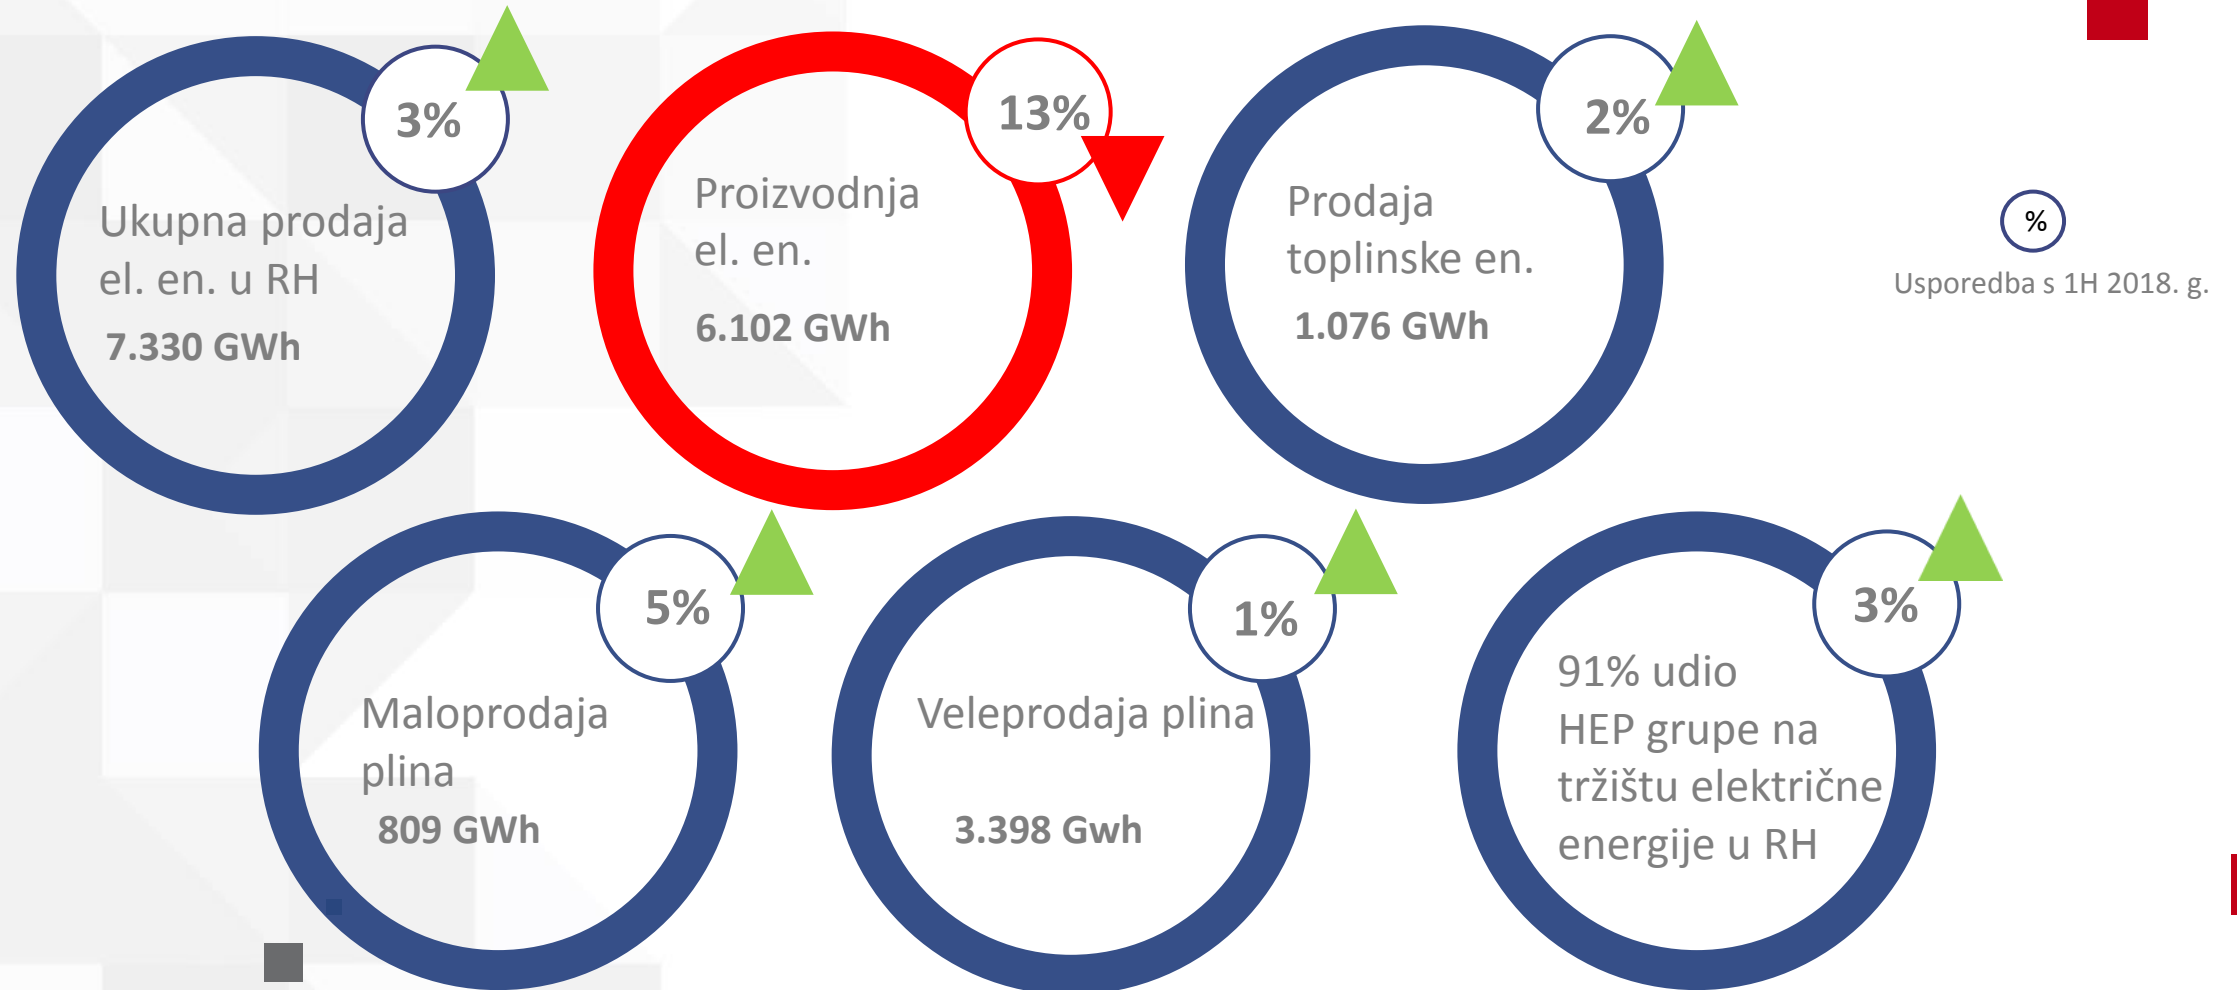 3%
Ukupna prodaja
el. en. u RH
7.330 GWh
13%
Proizvodnja
el. en.
6.102 GWh
2%
Prodaja
toplinske en.
1.076 GWh
%
Usporedba s 1H 2018. g.
5%
Maloprodaja
plina
809 GWh
1%
Veleprodaja plina
3.398 Gwh
3%
91% udio
HEP grupe na
tržištu električne
energije u RH